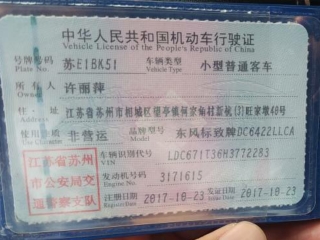 中华人民共和国机动车行驶证
Vehicle License of the People's Republic of China
号牌号码 苏E1BK51 车辆类型 小型普通客车
Plate No. Vehicle Type
所有人 许丽萍
Owner
住址 江苏省苏州市相城区望亭镇何家角村新杭(3)旺家墩40号
Address
使用性质 非营运 品牌型号 东风标致牌DC6422LLCA
Use Character Model
江苏省苏州
市公安局交
通警察支队
车辆识别代号 LDC671T36H3772283
VIN
发动机号码 3171615
Engine No.
注册日期 2017-10-23 发证日期 2017-10-23
Register Date Issue Date